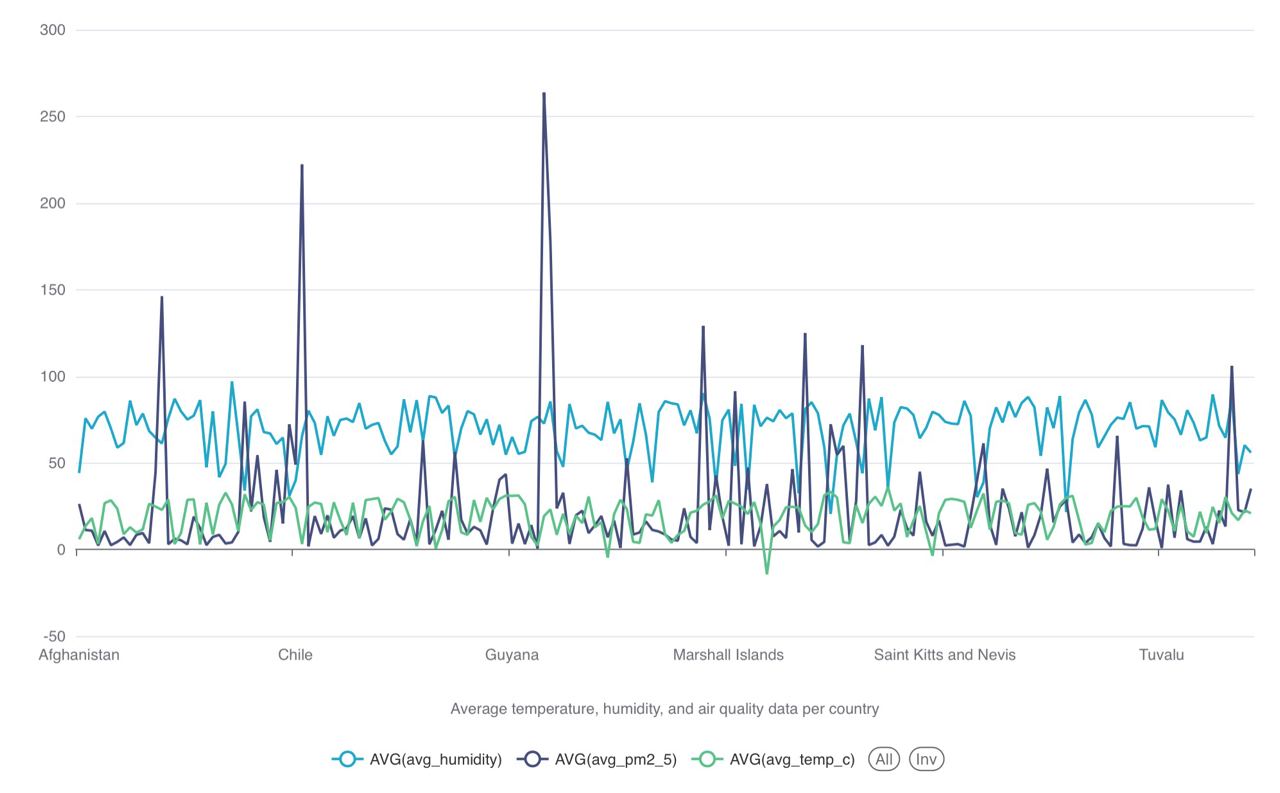 300
250
200
150
100
50
0
-50
Afghanistan Chile Guyana Marshall Islands Saint Kitts and Nevis Tuvalu
Average temperature, humidity, and air quality data per country
AVG(avg_humidity) AVG(avg_pm2_5) AVG(avg_temp_c) All Inv